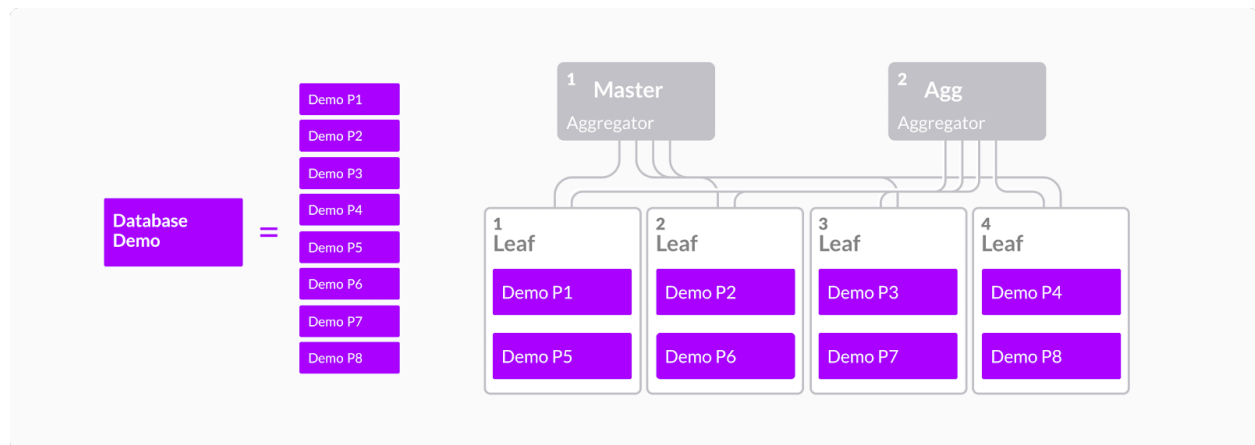 Database
Demo
=
Demo P1
Demo P2
Demo P3
Demo P4
Demo P5
Demo P6
Demo P7
Demo P8
1 Master
Aggregator
2 Agg
Aggregator
1
Leaf
Demo P1
Demo P5
2
Leaf
Demo P2
Demo P6
3
Leaf
Demo P3
Demo P7
4
Leaf
Demo P4
Demo P8